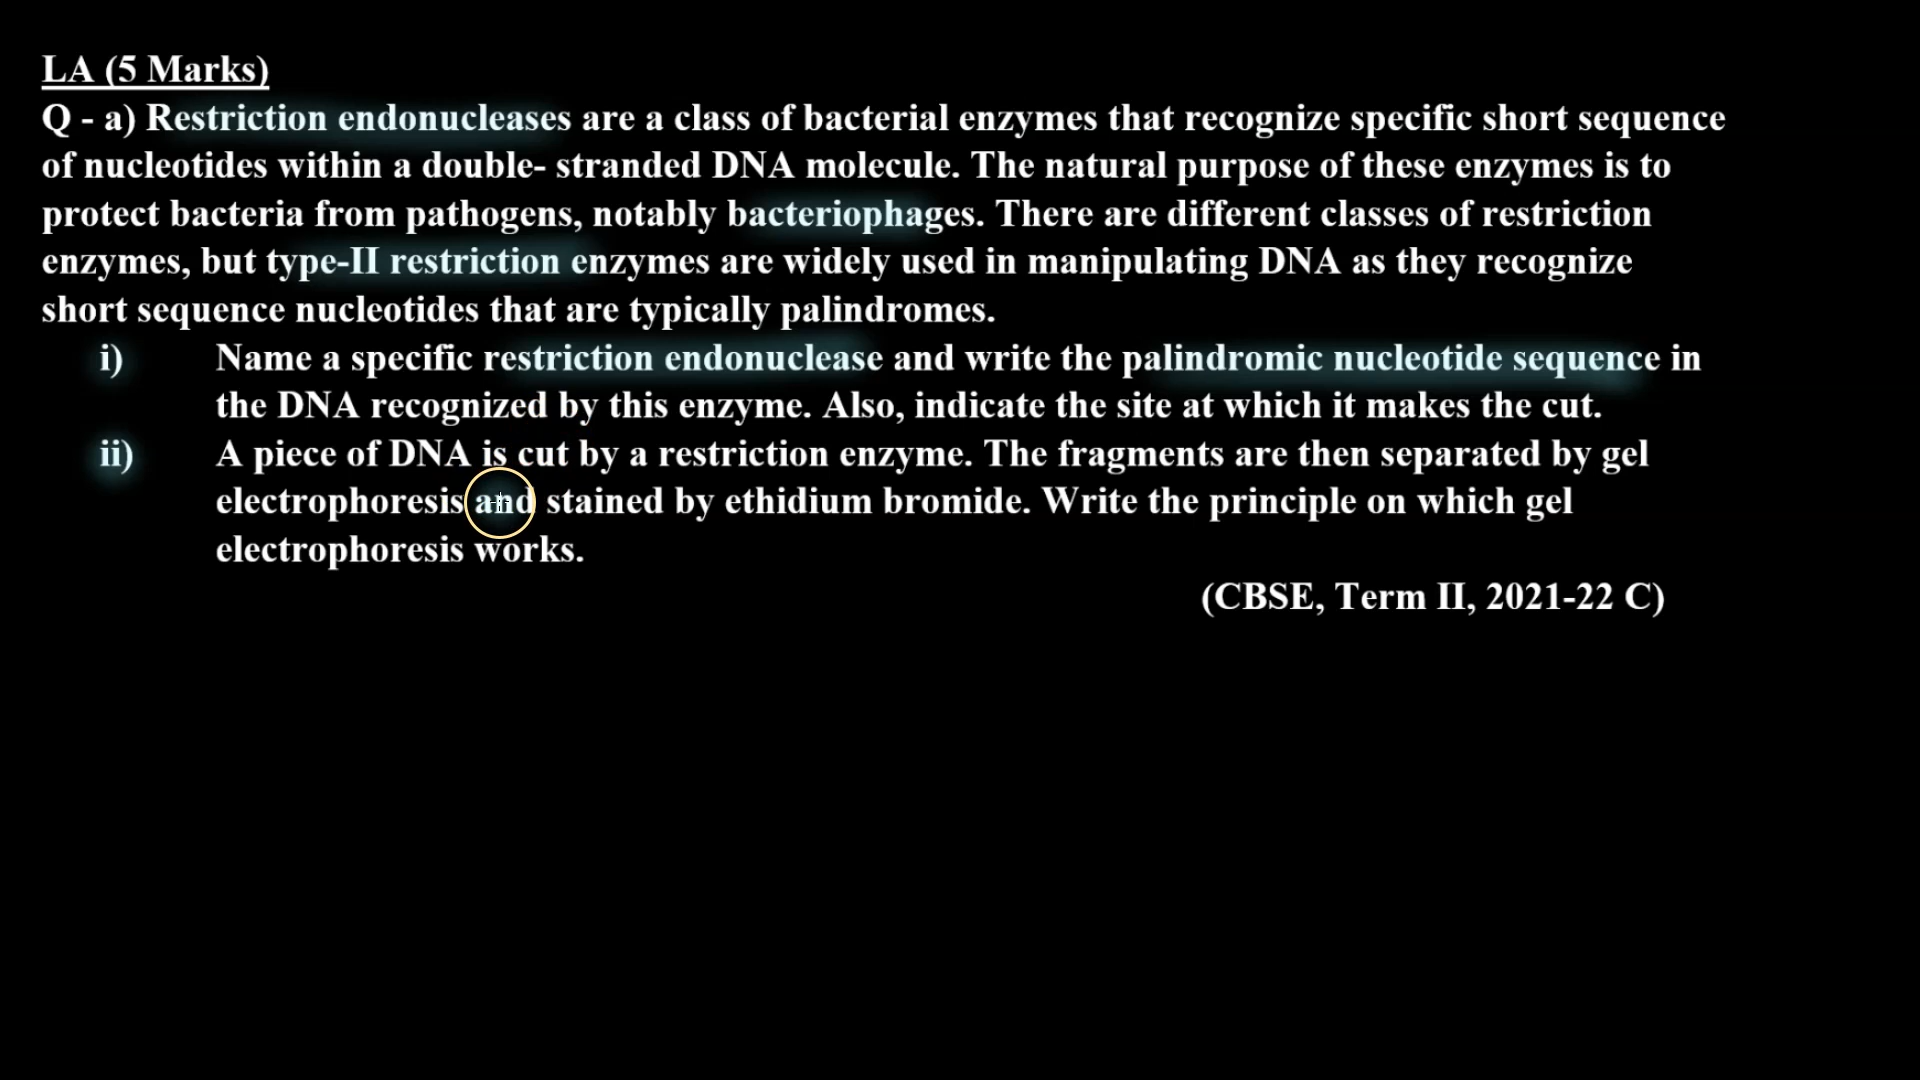 LA (5 Marks)
Q - a) Restriction endonucleases are a class of bacterial enzymes that recognize specific short sequence
of nucleotides within a double- stranded DNA molecule. The natural purpose of these enzymes is to
protect bacteria from pathogens, notably bacteriophages. There are different classes of restriction
enzymes, but type-II restriction enzymes are widely used in manipulating DNA as they recognize
short sequence nucleotides that are typically palindromes.
i) Name a specific restriction endonuclease and write the palindromic nucleotide sequence in
the DNA recognized by this enzyme. Also, indicate the site at which it makes the cut.
ii) A piece of DNA is cut by a restriction enzyme. The fragments are then separated by gel
electrophoresis and stained by ethidium bromide. Write the principle on which gel
electrophoresis works.
(CBSE, Term II, 2021-22 C)